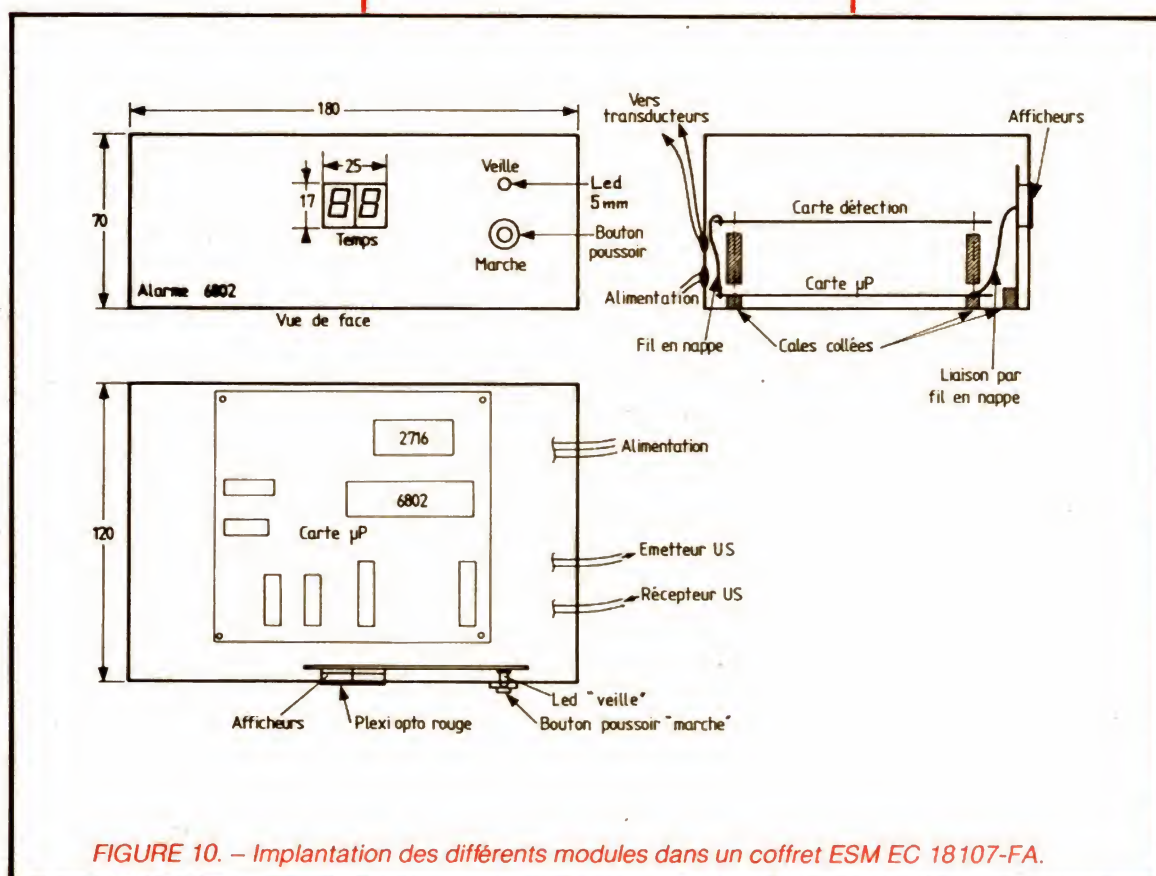 180
70
25
17
88
Temps
Veille
Led
5mm
Bouton
poussoir
Marche
Alarme 6802
Vue de face
Vers
transducteurs
Afficheurs
Carte détection
Carte µP
Alimentation
Fil en nappe
Cales collées
Liaison par
fil en nappe
120
2716
6802
Carte µP
Alimentation
Emetteur US
Récepteur US
Afficheurs
Plexi opto rouge
Led "veille"
Bouton poussoir "marche"
FIGURE 10. – Implantation des différents modules dans un coffret ESM EC 18107-FA.